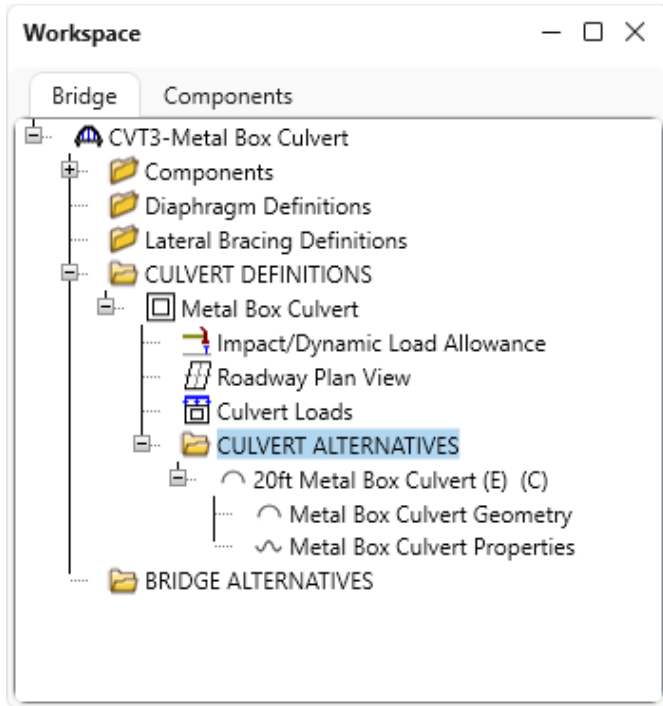 Workspace
Bridge Components
CVT3-Metal Box Culvert
Components
Diaphragm Definitions
Lateral Bracing Definitions
CULVERT DEFINITIONS
Metal Box Culvert
Impact/Dynamic Load Allowance
Roadway Plan View
Culvert Loads
CULVERT ALTERNATIVES
20ft Metal Box Culvert (E) (C)
Metal Box Culvert Geometry
Metal Box Culvert Properties
BRIDGE ALTERNATIVES